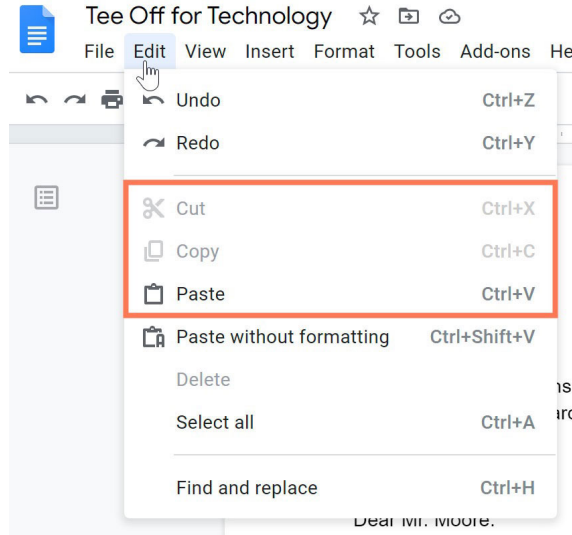 Tee Off for Technology
File Edit View Insert Format Tools Add-ons He
Undo Ctrl+Z
Redo Ctrl+Y
Cut Ctrl+X
Copy Ctrl+C
Paste Ctrl+V
Paste without formatting Ctrl+Shift+V
Delete
Select all Ctrl+A
Find and replace Ctrl+H
Dear Mr. Moore.